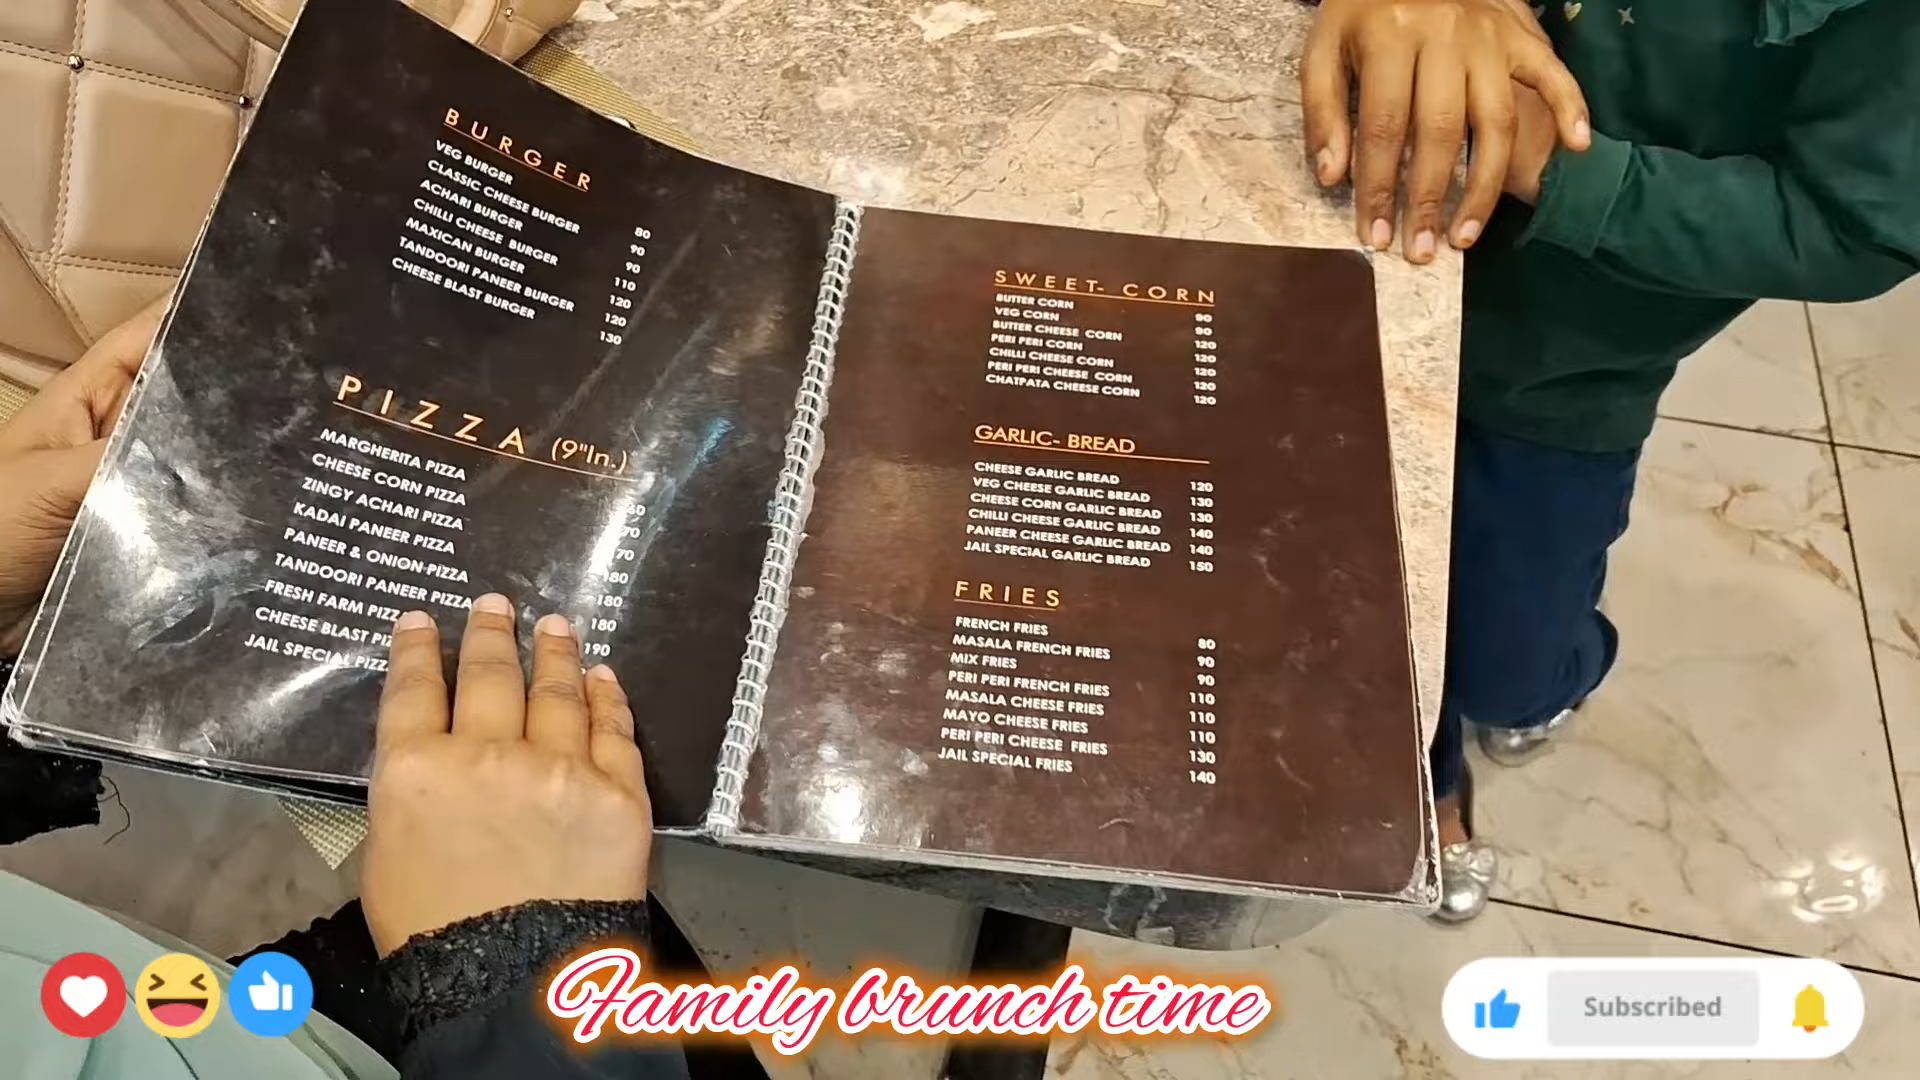 BURGER
VEG BURGER 80
CLASSIC CHEESE BURGER 90
ACHARI BURGER 90
CHILLI CHEESE BURGER 110
MAXICAN BURGER 120
TANDOORI PANEER BURGER 120
CHEESE BLAST BURGER 130
PIZZA (9"In.)
MARGHERITA PIZZA
CHEESE CORN PIZZA
ZINGY ACHARI PIZZA
KADAI PANEER PIZZA 180
PANEER & ONION PIZZA 180
TANDOORI PANEER PIZZA 180
FRESH FARM PIZZ 190
CHEESE BLAST PI
JAIL SPECIAL PIZZ
SWEET- CORN
BUTTER CORN 90
VEG CORN 90
BUTTER CHEESE CORN 120
PERI PERI CORN 120
CHILLI CHEESE CORN 120
PERI PERI CHEESE CORN 120
CHATPATA CHEESE CORN 120
GARLIC- BREAD
CHEESE GARLIC BREAD 120
VEG CHEESE GARLIC BREAD 130
CHEESE CORN GARLIC BREAD 130
CHILLI CHEESE GARLIC BREAD 140
PANEER CHEESE GARLIC BREAD 140
JAIL SPECIAL GARLIC BREAD 150
FRIES
FRENCH FRIES 80
MASALA FRENCH FRIES 90
MIX FRIES 90
PERI PERI FRENCH FRIES 110
MASALA CHEESE FRIES 110
MAYO CHEESE FRIES 110
PERI PERI CHEESE FRIES 130
JAIL SPECIAL FRIES 140
Family brunch time
Subscribed